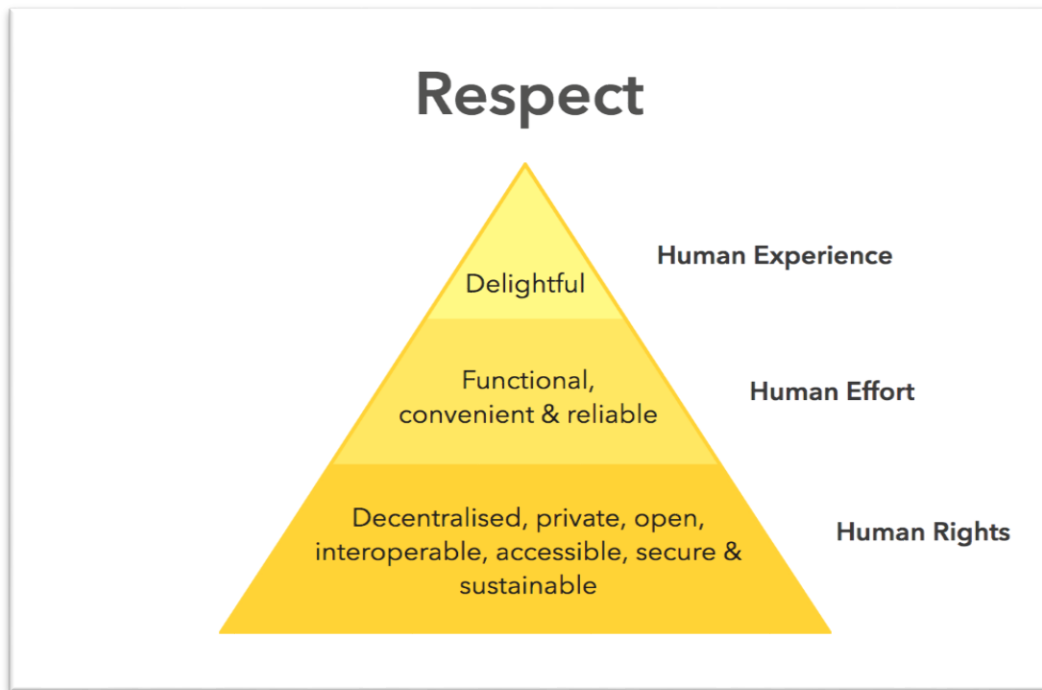 Respect
Delightful
Human Experience
Functional,
convenient & reliable
Human Effort
Decentralised, private, open,
interoperable, accessible, secure &
sustainable
Human Rights